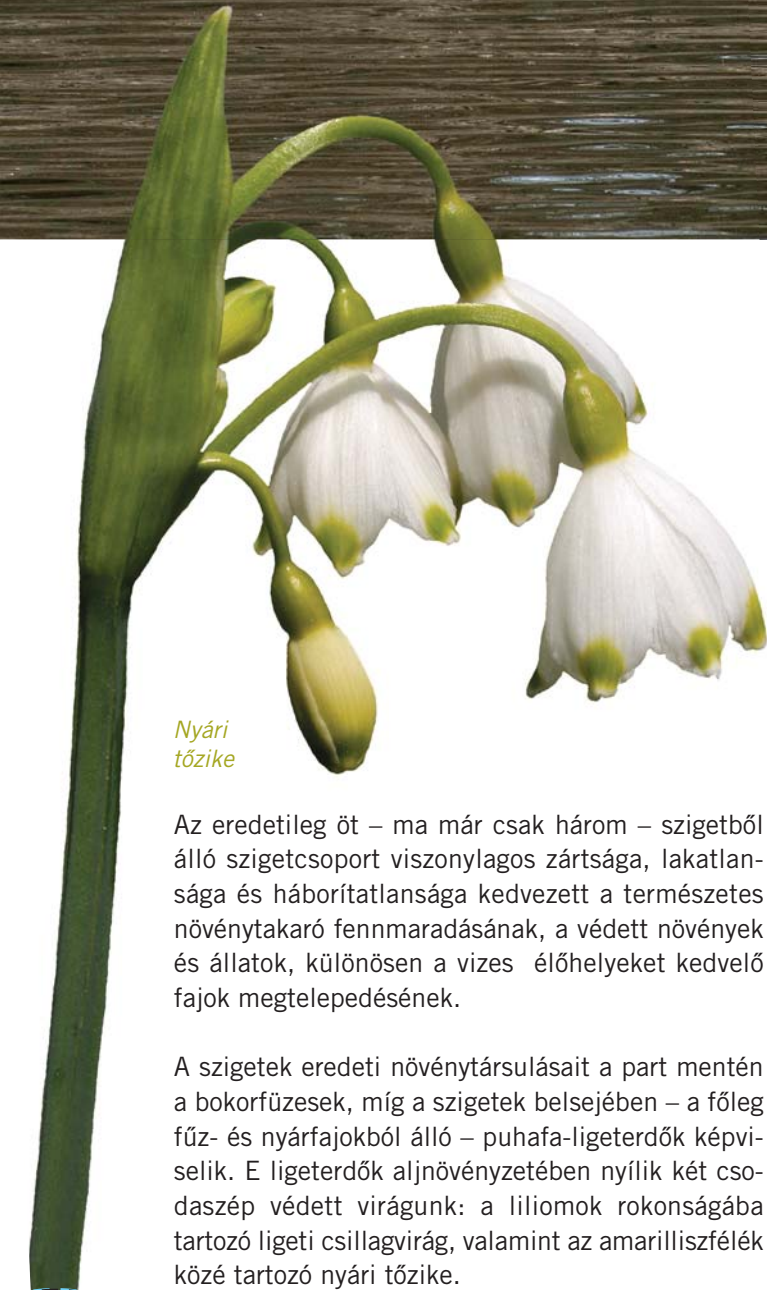 Nyári
tőzike
Az eredetileg öt – ma már csak három – szigetből
álló szigetcsoport viszonylagos zártsága, lakatlan-
sága és háborítatlansága kedvezett a természetes
növénytakaró fennmaradásának, a védett növények
és állatok, különösen a vizes élőhelyeket kedvelő
fajok megtelepedésének.
A szigetek eredeti növénytársulásait a part mentén
a bokorfüzesek, míg a szigetek belsejében – a főleg
fűz- és nyárfajokból álló – puhafa-ligeterdők képvi-
selik. E ligeterdők aljnövényzetében nyílik két cso-
daszép védett virágunk: a liliomok rokonságába
tartozó ligeti csillagvirág, valamint az amarilliszfélék
közé tartozó nyári tőzike.